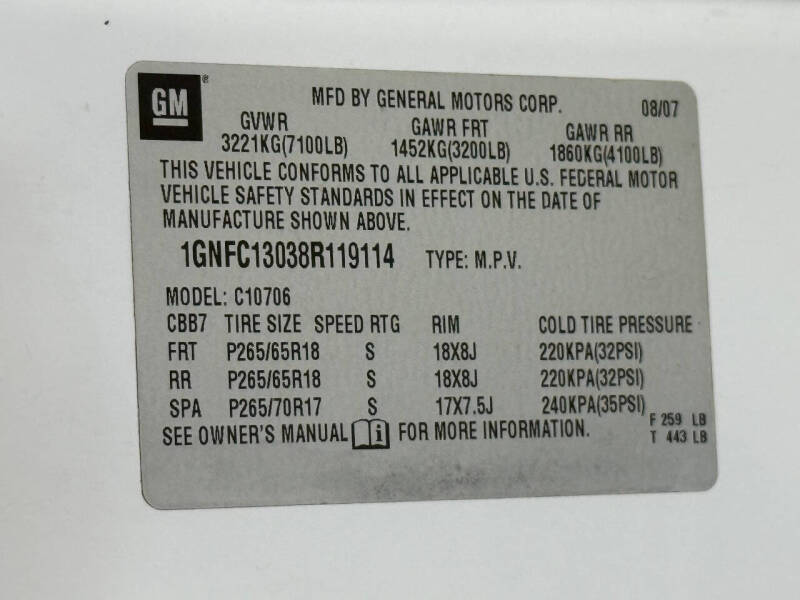 GM ®
MFD BY GENERAL MOTORS CORP. 08/07
GVWR GAWR FRT GAWR RR
3221KG(7100LB) 1452KG(3200LB) 1860KG(4100LB)
THIS VEHICLE CONFORMS TO ALL APPLICABLE U.S. FEDERAL MOTOR
VEHICLE SAFETY STANDARDS IN EFFECT ON THE DATE OF
MANUFACTURE SHOWN ABOVE.
1GNFC13038R119114 TYPE: M.P.V.
MODEL: C10706
CBB7 TIRE SIZE SPEED RTG RIM COLD TIRE PRESSURE
FRT P265/65R18 S 18X8J 220KPA(32PSI)
RR P265/65R18 S 18X8J 220KPA(32PSI)
SPA P265/70R17 S 17X7.5J 240KPA(35PSI)
F 259 LB
SEE OWNER'S MANUAL i FOR MORE INFORMATION. T 443 LB